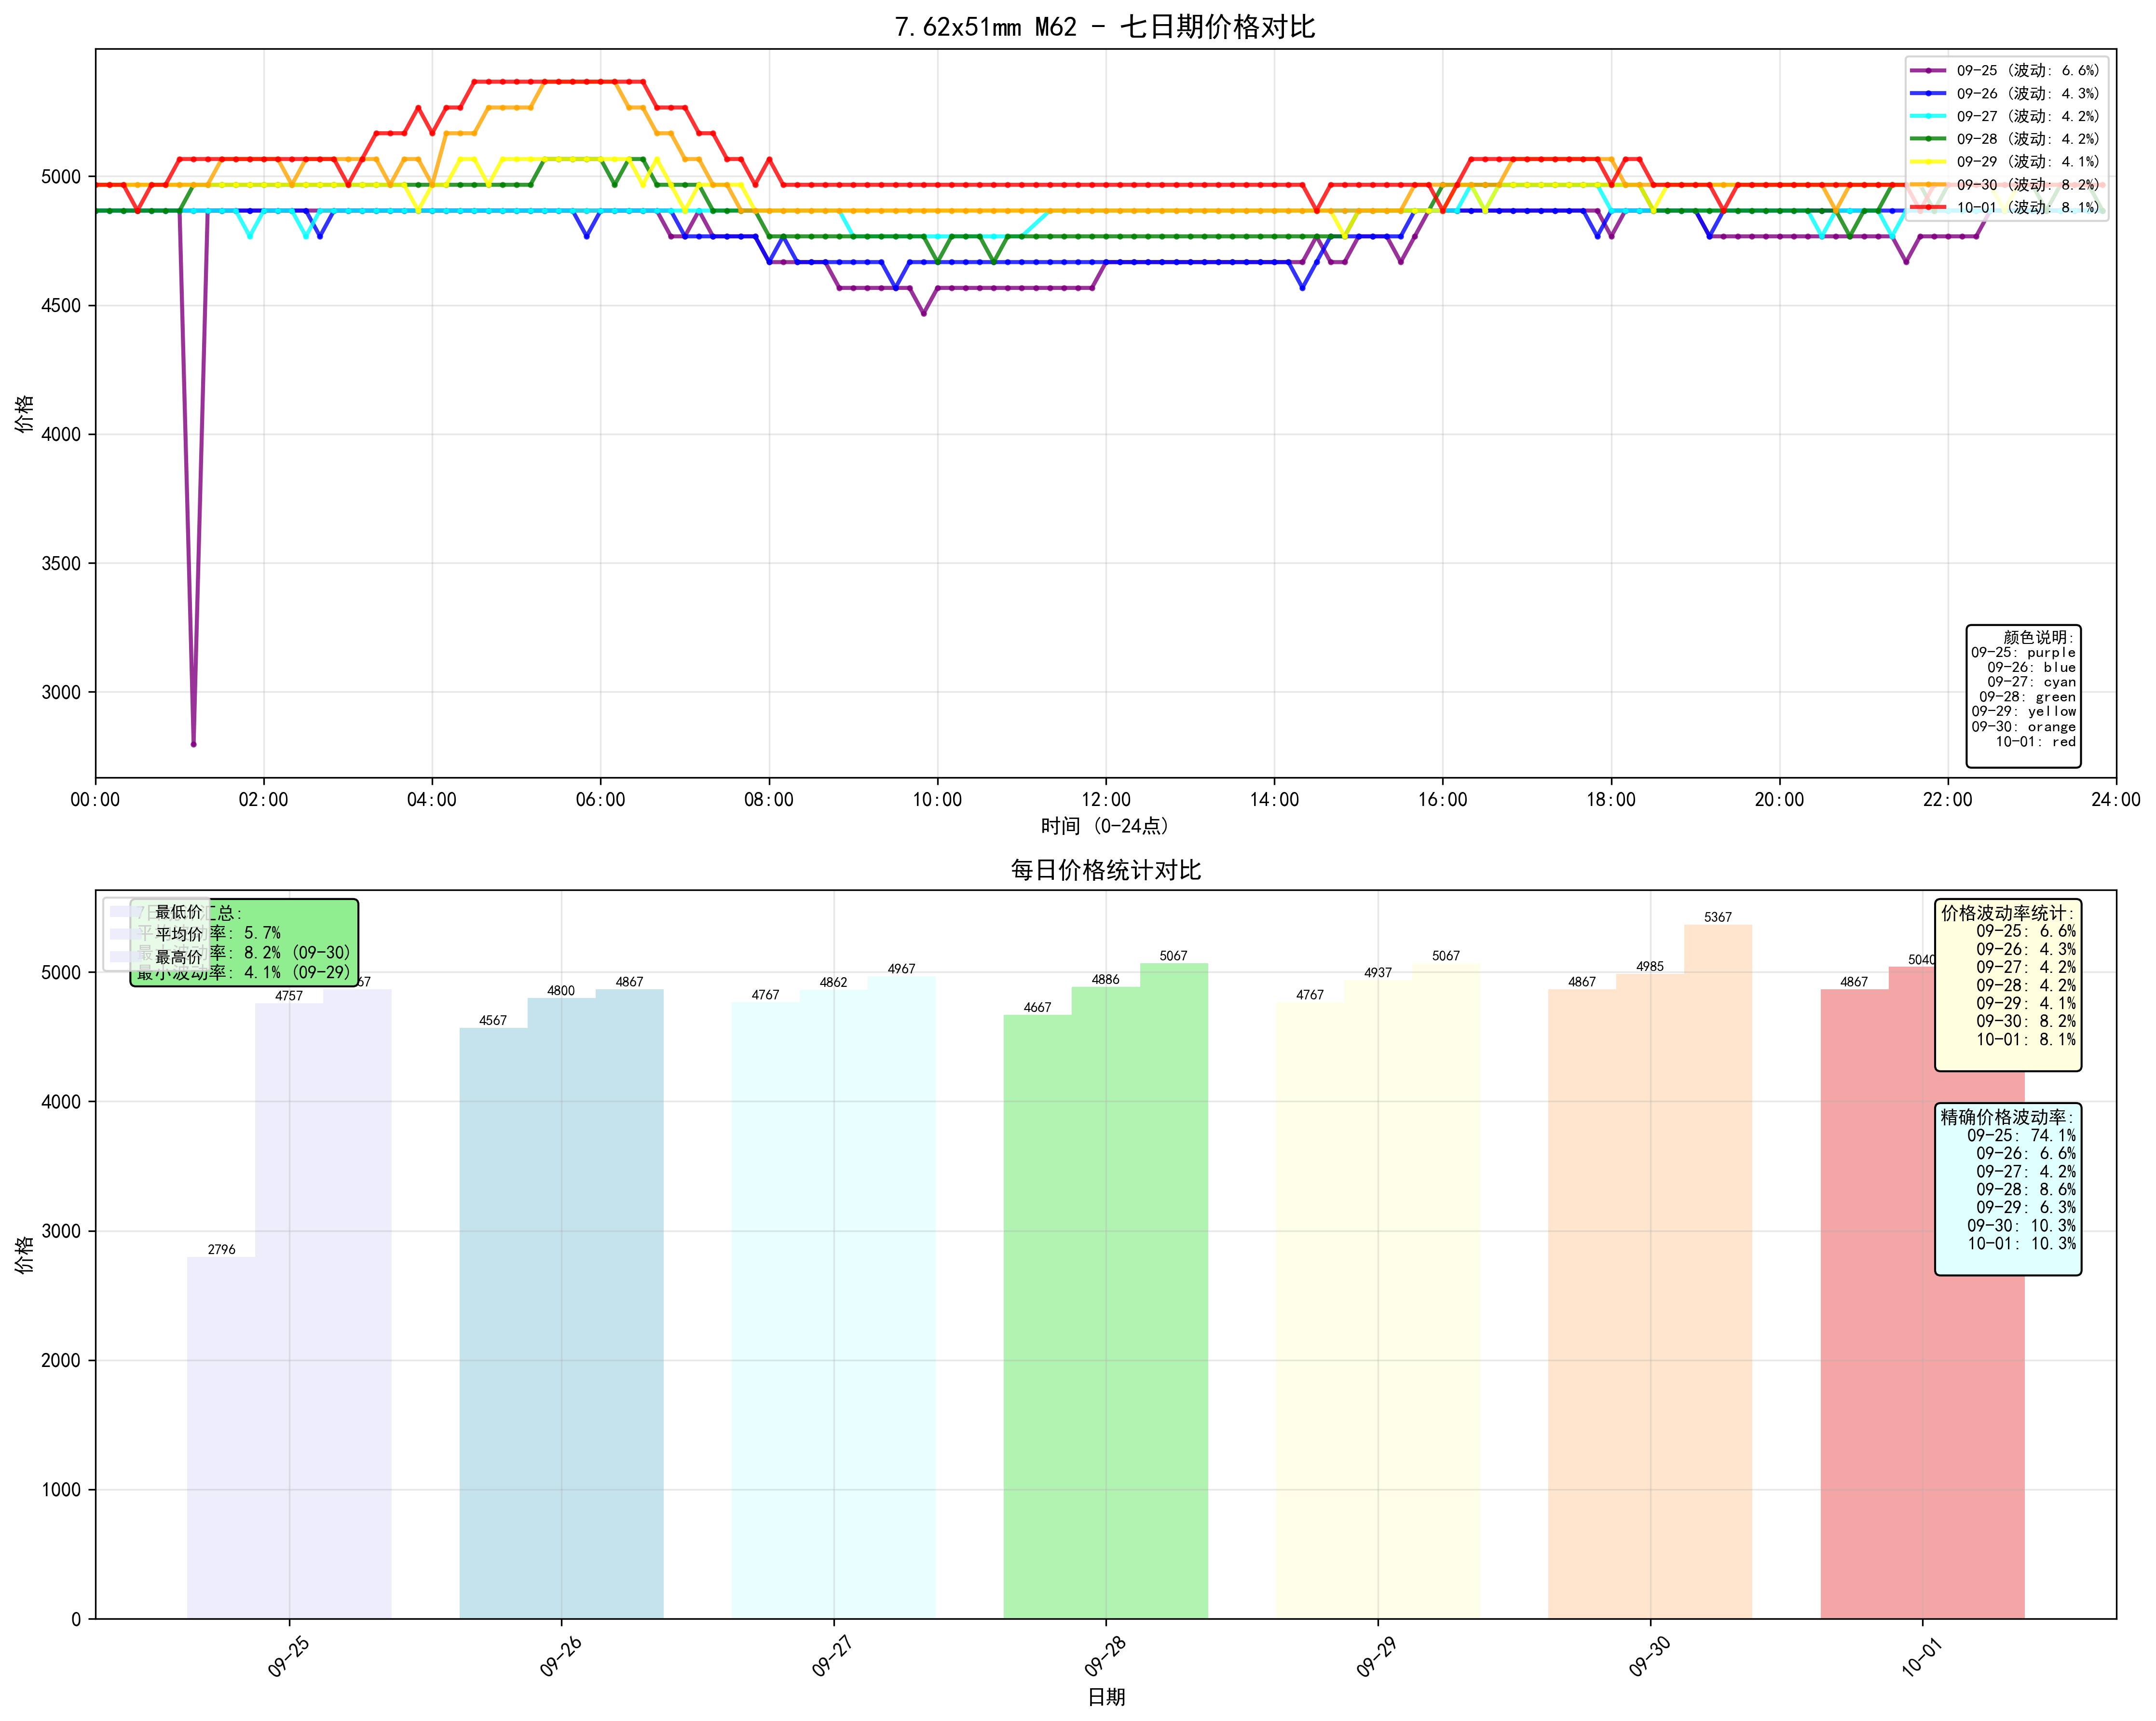 7.62x51mm M62 - 七日期价格对比
价格
5000
4500
4000
3500
3000
09-25 (波动: 6.6%)
09-26 (波动: 4.3%)
09-27 (波动: 4.2%)
09-28 (波动: 4.2%)
09-29 (波动: 4.1%)
09-30 (波动: 8.2%)
10-01 (波动: 8.1%)
颜色说明:
09-25: purple
09-26: blue
09-27: cyan
09-28: green
09-29: yellow
09-30: orange
10-01: red
00:00 02:00 04:00 06:00 08:00 10:00 12:00 14:00 16:00 18:00 20:00 22:00 24:00
时间 (0-24点)
每日价格统计对比
价格
5000
4000
3000
2000
1000
0
最低价
平均价
最高价
汇总:
率: 5.7%
率: 8.2% (09-30)
最小波动率: 4.1% (09-29)
2796 4757
4567 4800 4867
4767 4862 4967
4667 4886 5067
4767 4937 5067
4867 4985 5367
4867 5040
价格波动率统计:
09-25: 6.6%
09-26: 4.3%
09-27: 4.2%
09-28: 4.2%
09-29: 4.1%
09-30: 8.2%
10-01: 8.1%
精确价格波动率:
09-25: 74.1%
09-26: 6.6%
09-27: 4.2%
09-28: 8.6%
09-29: 6.3%
09-30: 10.3%
10-01: 10.3%
09-25 09-26 09-27 09-28 09-29 09-30 10-01
日期